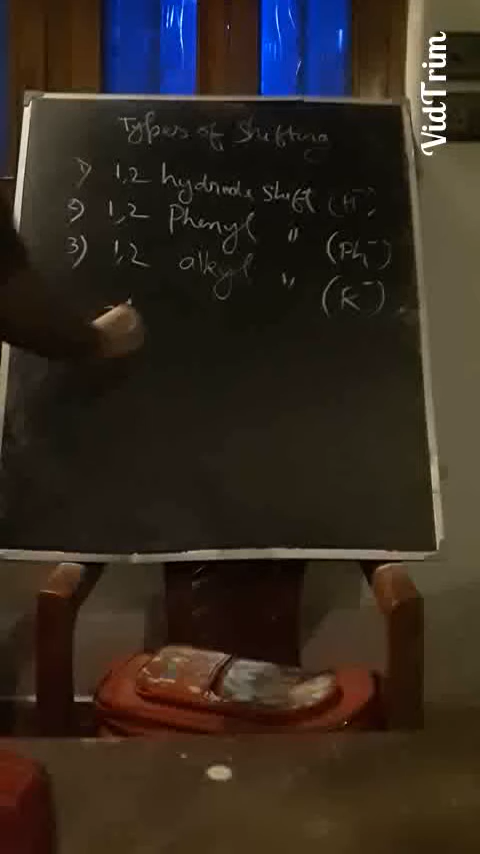 Types of Shifting
1) 1,2 hydride shift (H⁻)
2) 1,2 Phenyl " (Ph⁻)
3) 1,2 alkyl " (R⁻)
VidTrim